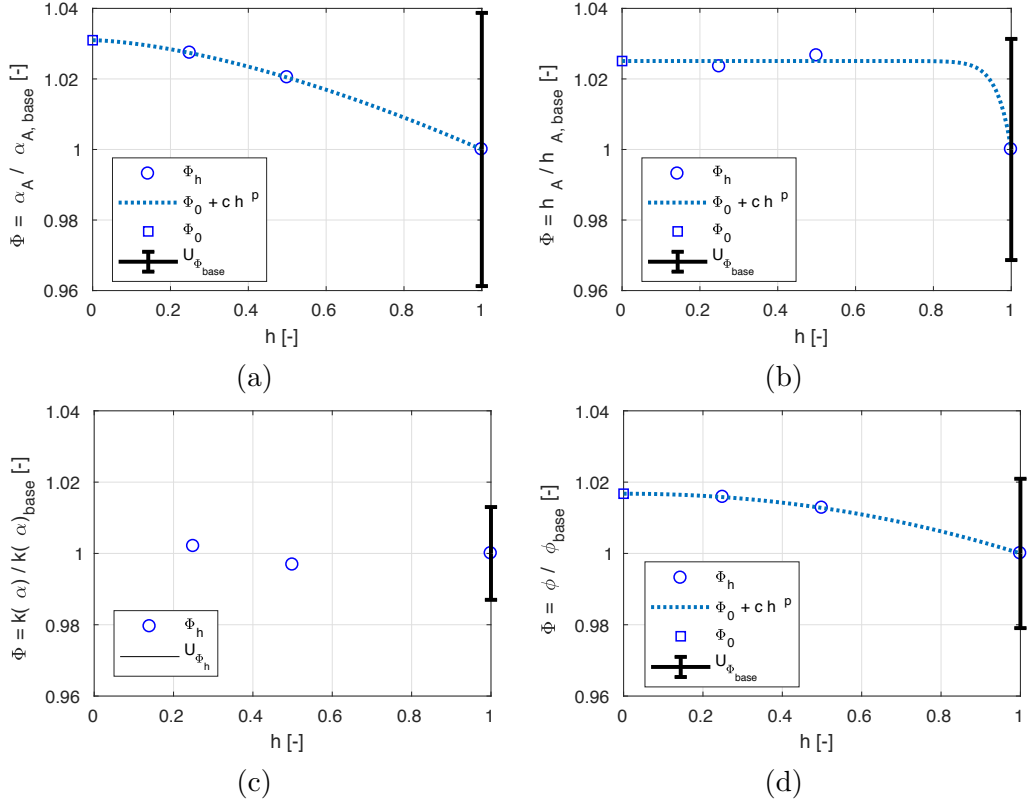 1.04
1.02
1
0.98
0.96
Φ = α_A / α_A, base [-]
Φ_h
Φ_0 + c h^p
Φ_0
U_Φ_base
0 0.2 0.4 0.6 0.8 1
h [-]
(a)
1.04
1.02
1
0.98
0.96
Φ = h_A / h_A, base [-]
Φ_h
Φ_0 + c h^p
Φ_0
U_Φ_base
0 0.2 0.4 0.6 0.8 1
h [-]
(b)
1.04
1.02
1
0.98
0.96
Φ = k( α) / k( α)_base [-]
Φ_h
U_Φ_h
0 0.2 0.4 0.6 0.8 1
h [-]
(c)
1.04
1.02
1
0.98
0.96
Φ = ϕ / ϕ_base [-]
Φ_h
Φ_0 + c h^p
Φ_0
U_Φ_base
0 0.2 0.4 0.6 0.8 1
h [-]
(d)